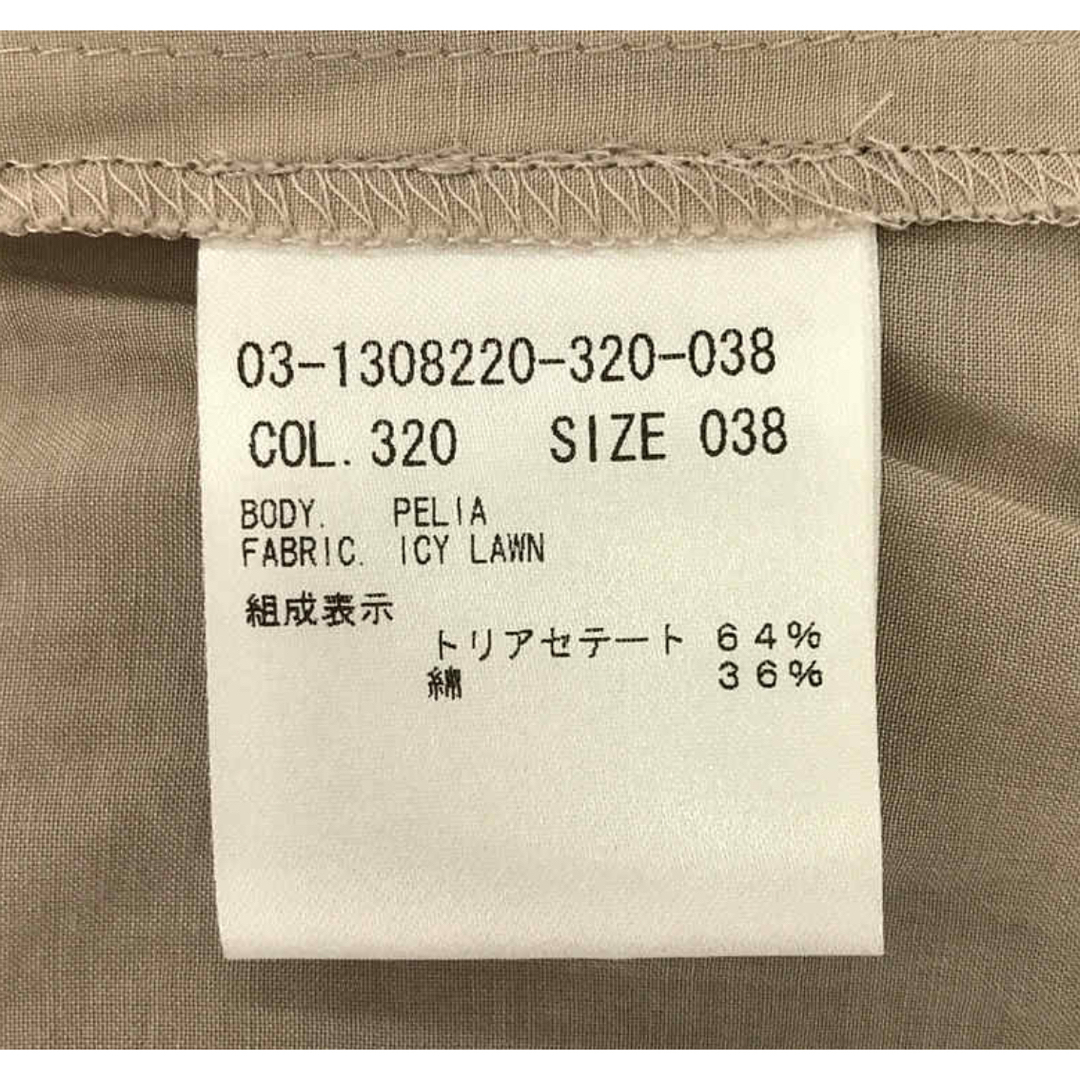 03-1308220-320-038
COL. 320 SIZE 038
BODY. PELIA
FABRIC. ICY LAWN
組成表示
トリアセテート 64%
綿 36%